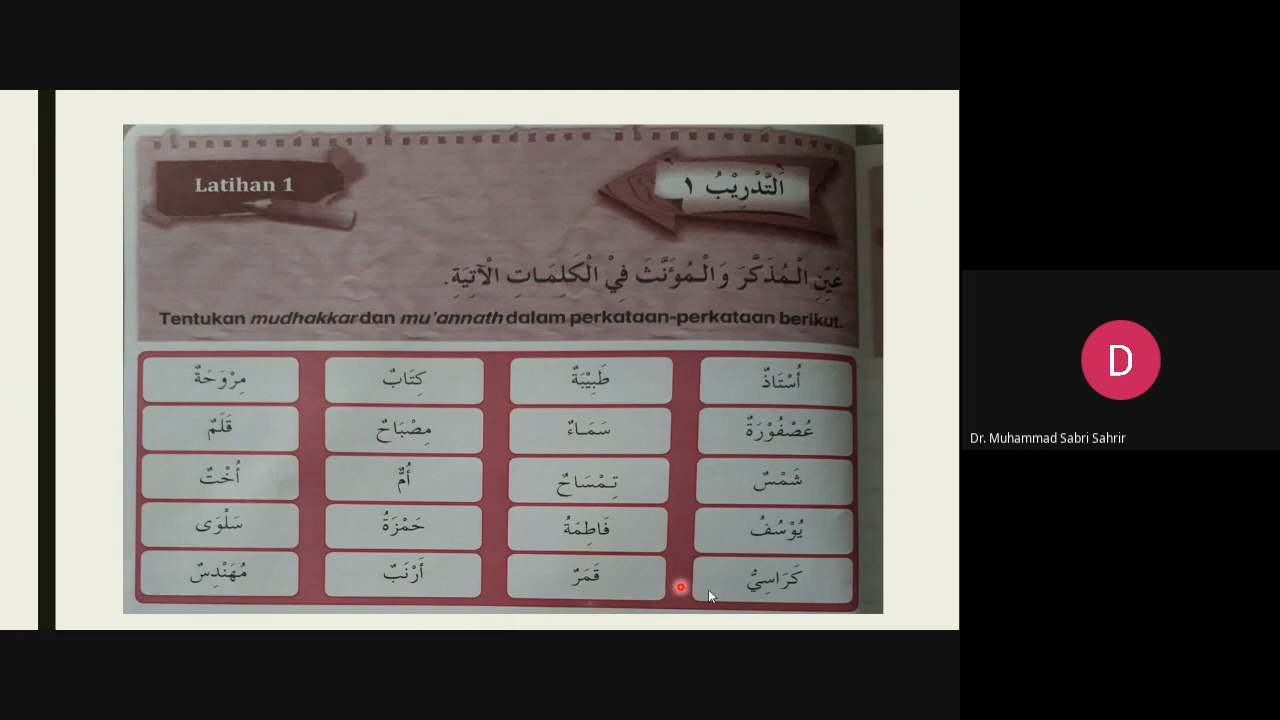 Latihan 1
التَّدْرِيْبُ ١
عَيِّنِ الْمُذَكَّرَ وَالْمُؤَنَّثَ فِيْ الْكَلِمَاتِ الْآتِيَةِ.
Tentukan mudhakkar dan mu'annath dalam perkataan-perkataan berikut.
أُسْتَاذٌ طَبِيْبَةٌ كِتَابٌ مِرْوَحَةٌ
عُصْفُوْرَةٌ سَمَاءٌ مِصْبَاحٌ قَلَمٌ
شَمْسٌ تِمْسَاحٌ أُمٌّ أُخْتٌ
يُوْسُفُ فَاطِمَةُ حَمْزَةُ سَلْوَى
كَرَاسِيُّ قَمَرٌ أَرْنَبٌ مُهَنْدِسٌ
D
Dr. Muhammad Sabri Sahrir